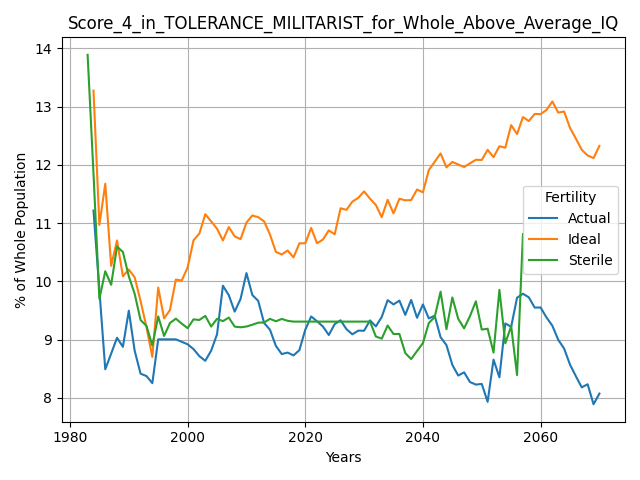 Score_4_in_TOLERANCE_MILITARIST_for_Whole_Above_Average_IQ
14
13
12
11
10
9
8
% of Whole Population
Fertility
Actual
Ideal
Sterile
1980
2000
2020
2040
2060
Years